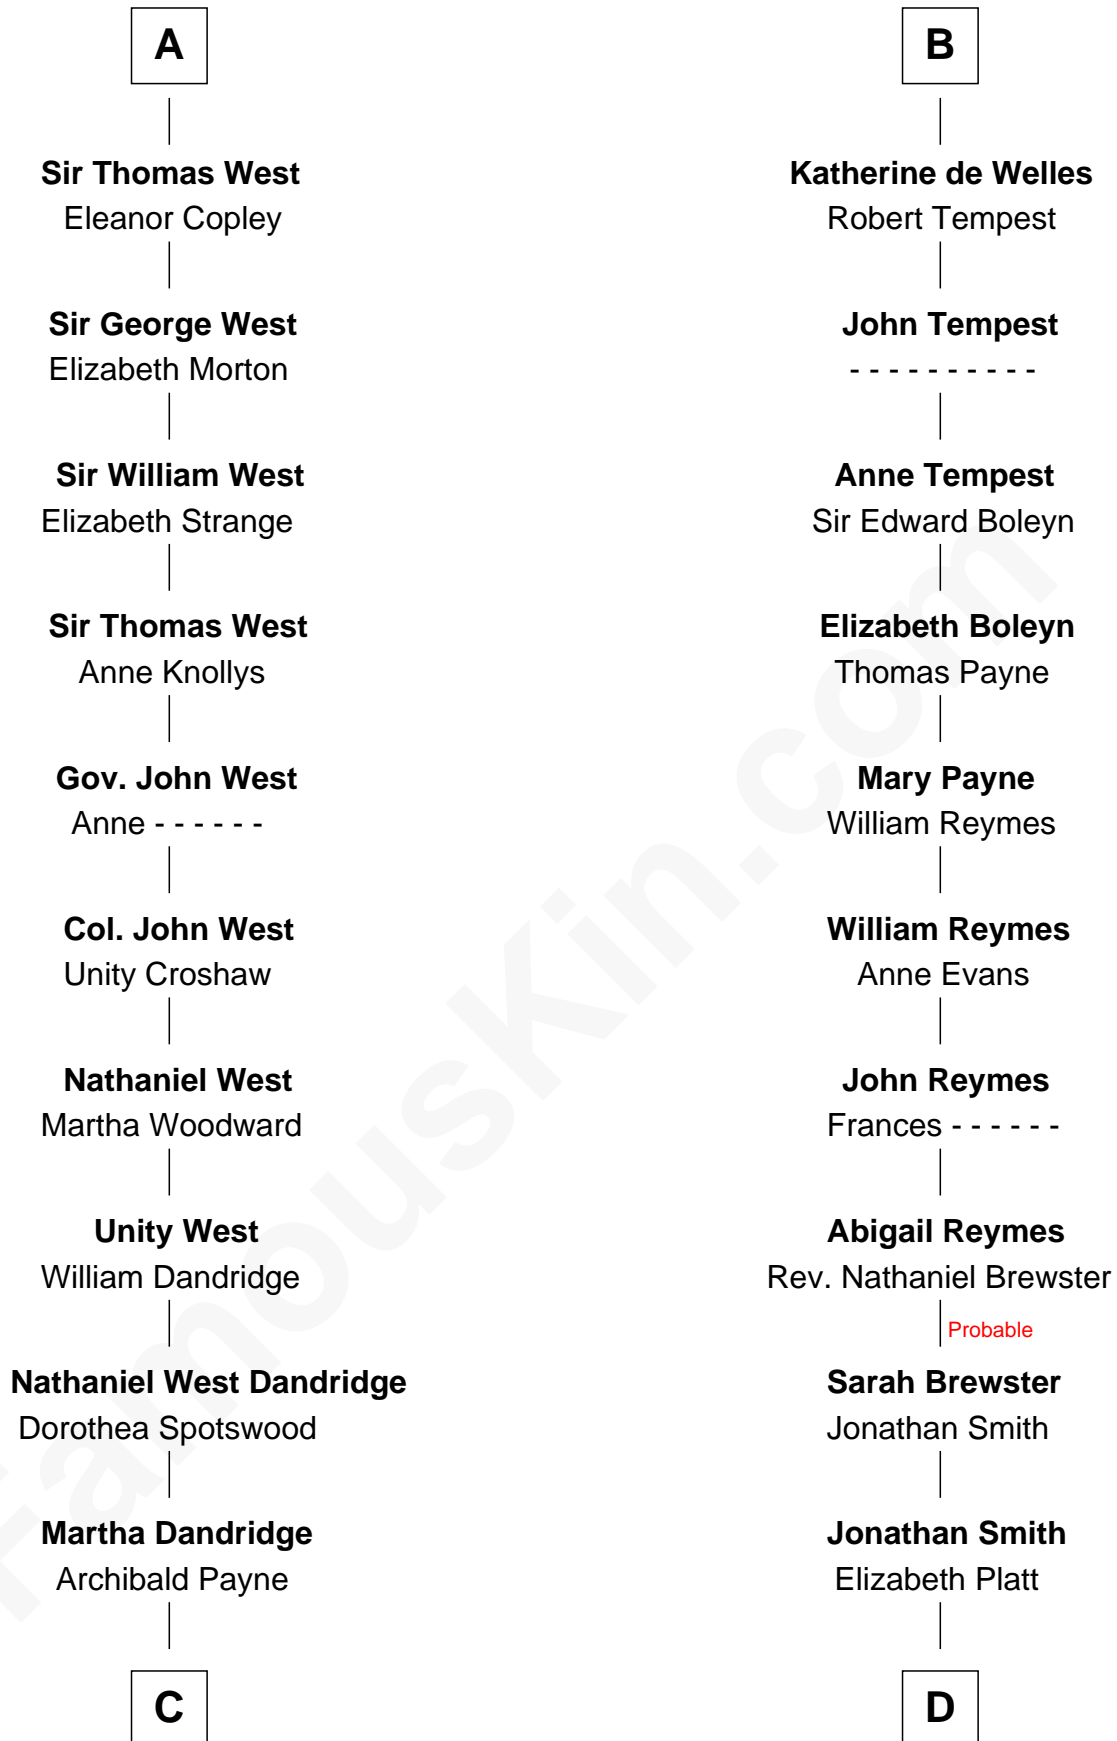 A
Sir Thomas West
Eleanor Copley
Sir George West
Elizabeth Morton
Sir William West
Elizabeth Strange
Sir Thomas West
Anne Knollys
Gov. John West
Anne - - - - - -
Col. John West
Unity Croshaw
Nathaniel West
Martha Woodward
Unity West
William Dandridge
Nathaniel West Dandridge
Dorothea Spotswood
Martha Dandridge
Archibald Payne
C
B
Katherine de Welles
Robert Tempest
John Tempest
- - - - - - - - - -
Anne Tempest
Sir Edward Boleyn
Elizabeth Boleyn
Thomas Payne
Mary Payne
William Reymes
William Reymes
Anne Evans
John Reymes
Frances - - - - - -
Abigail Reymes
Rev. Nathaniel Brewster
Probable
Sarah Brewster
Jonathan Smith
Jonathan Smith
Elizabeth Platt
D
FamousKin.com